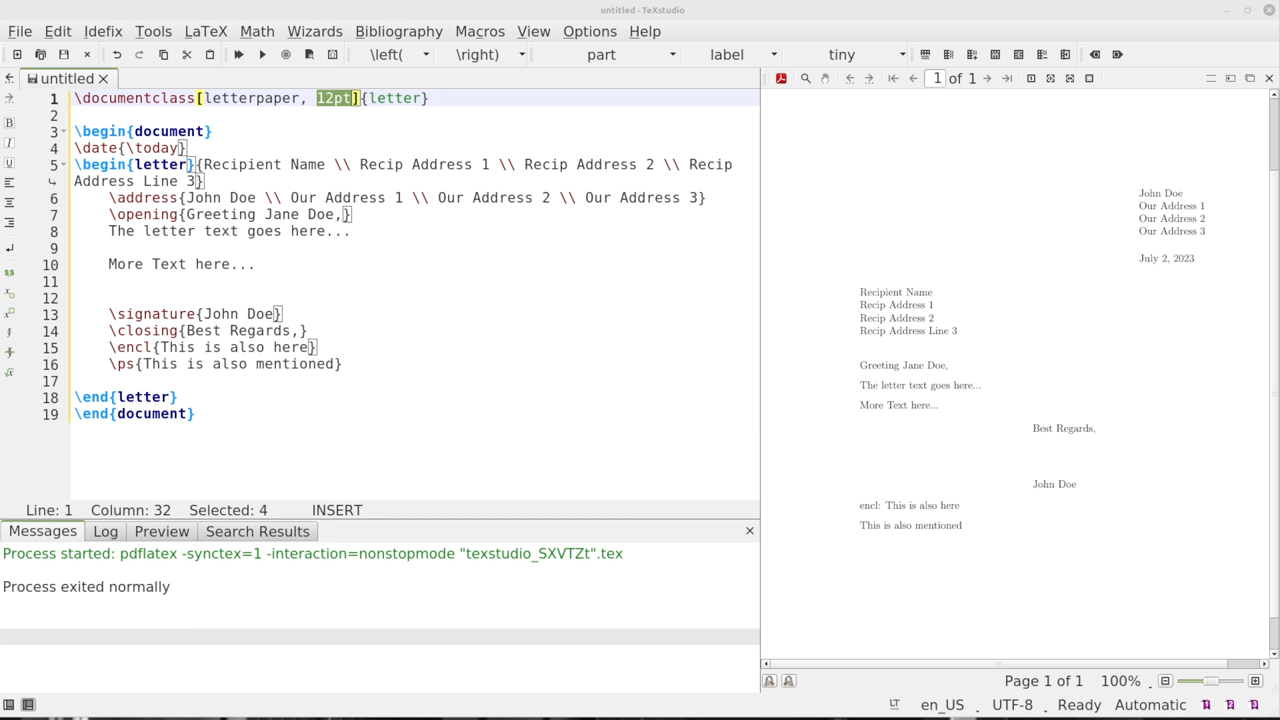 untitled - TeXstudio
File Edit Idefix Tools LaTeX Math Wizards Bibliography Macros View Options Help
\left( \right) part label tiny
untitled
1 of 1
1 \documentclass[letterpaper, 12pt]{letter}
2
3 \begin{document}
4 \date{\today}
5 \begin{letter}{Recipient Name \\ Recip Address 1 \\ Recip Address 2 \\ Recip
Address Line 3}
6 \address{John Doe \\ Our Address 1 \\ Our Address 2 \\ Our Address 3}
7 \opening{Greeting Jane Doe,}
8 The letter text goes here...
9
10 More Text here...
11
12
13 \signature{John Doe}
14 \closing{Best Regards,}
15 \encl{This is also here}
16 \ps{This is also mentioned}
17
18 \end{letter}
19 \end{document}
Line: 1 Column: 32 Selected: 4 INSERT
Messages Log Preview Search Results
Process started: pdflatex -synctex=1 -interaction=nonstopmode "texstudio_SXVTZt".tex
Process exited normally
John Doe
Our Address 1
Our Address 2
Our Address 3
July 2, 2023
Recipient Name
Recip Address 1
Recip Address 2
Recip Address Line 3
Greeting Jane Doe,
The letter text goes here...
More Text here...
Best Regards,
John Doe
encl: This is also here
This is also mentioned
Page 1 of 1 100%
LT en_US UTF-8 Ready Automatic